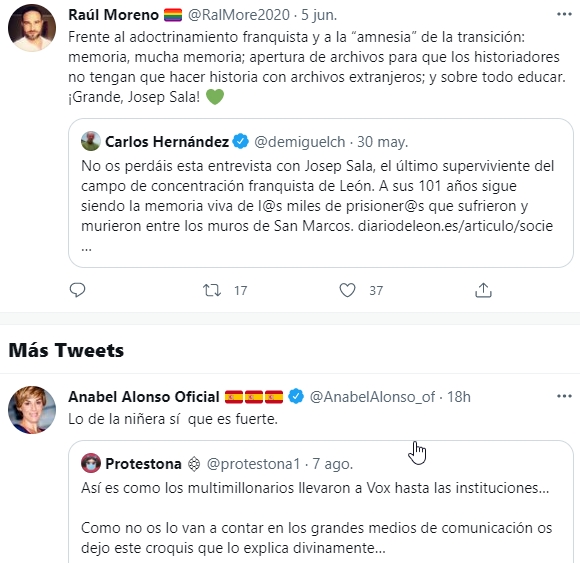 Raúl Moreno 🏳️‍🌈 @RalMore2020 · 5 jun.
Frente al adoctrinamiento franquista y a la “amnesia” de la transición:
memoria, mucha memoria; apertura de archivos para que los historiadores
no tengan que hacer historia con archivos extranjeros; y sobre todo educar.
¡Grande, Josep Sala! 💚
Carlos Hernández @demiguelch · 30 may.
No os perdáis esta entrevista con Josep Sala, el último superviviente del
campo de concentración franquista de León. A sus 101 años sigue
siendo la memoria viva de l@s miles de prisioner@s que sufrieron y
murieron entre los muros de San Marcos. diariodeleon.es/articulo/socie
...
17 37
Más Tweets
Anabel Alonso Oficial 🇪🇸🇪🇸🇪🇸 @AnabelAlonso_of · 18h
Lo de la niñera sí  que es fuerte.
Protestona @protestona1 · 7 ago.
Así es como los multimillonarios llevaron a Vox hasta las instituciones...
Como no os lo van a contar en los grandes medios de comunicación os
dejo este croquis que lo explica divinamente...